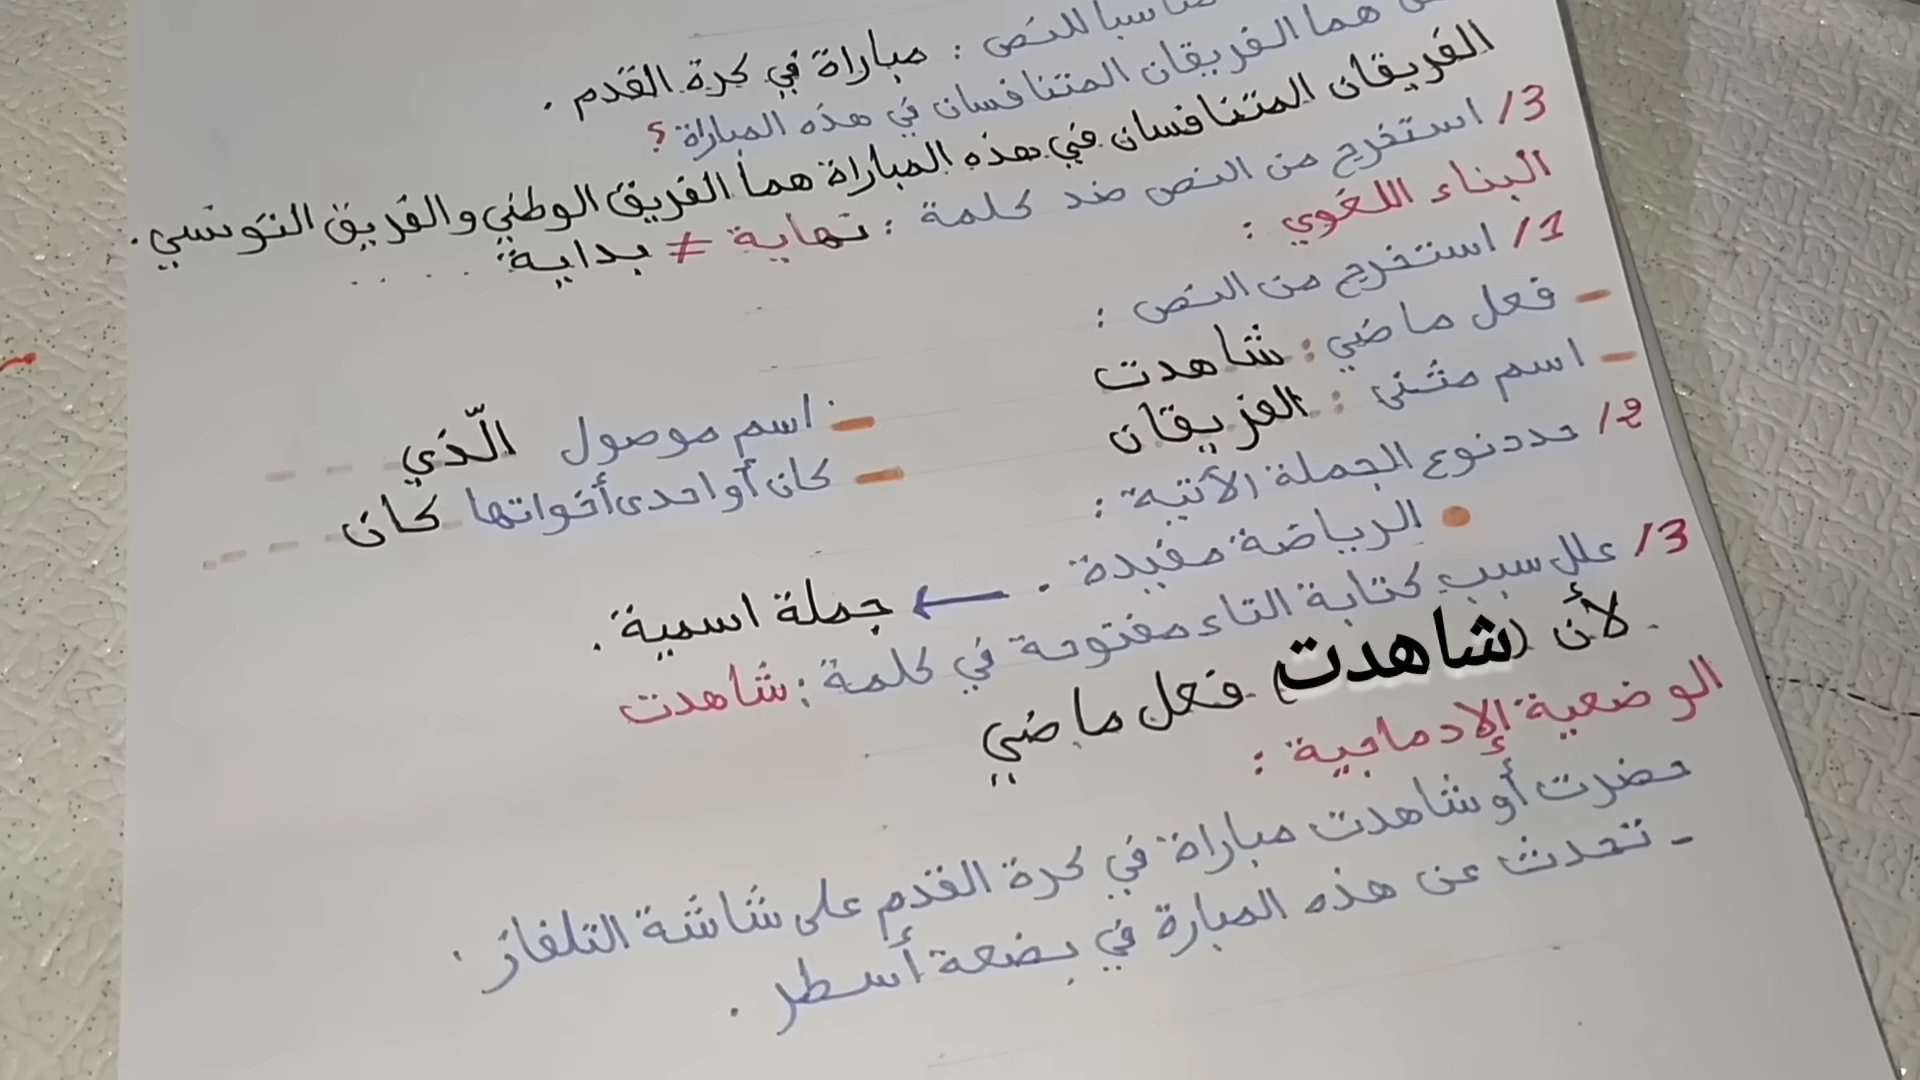 للنص : مباراة في كرة القدم .
هما الفريقان المتنافسان في هذه المباراة ؟
الفريقان المتنافسان في هذه المباراة هما الفريق الوطني والفريق التونسي .
3/ استخرج من النص ضد كلمة : نهاية ≠ بداية
البناء اللغوي :
1/ استخرج من النص :
– فعل ماضي : شاهدت
– اسم موصول الّذي
– اسم مثنى : الفريقان
– كان أو احدى أخواتها كان
2/ حدد نوع الجملة الآتية :
• الرياضة مفيدة . ← جملة اسمية .
3/ علل سبب كتابة التاء مفتوحة في كلمة : شاهدت
لأن (شاهدت) فعل ماضي
الوضعية الإدماجية :
حضرت أو شاهدت مباراة في كرة القدم على شاشة التلفاز .
- تحدث عن هذه المبارة في بضعة أسطر .